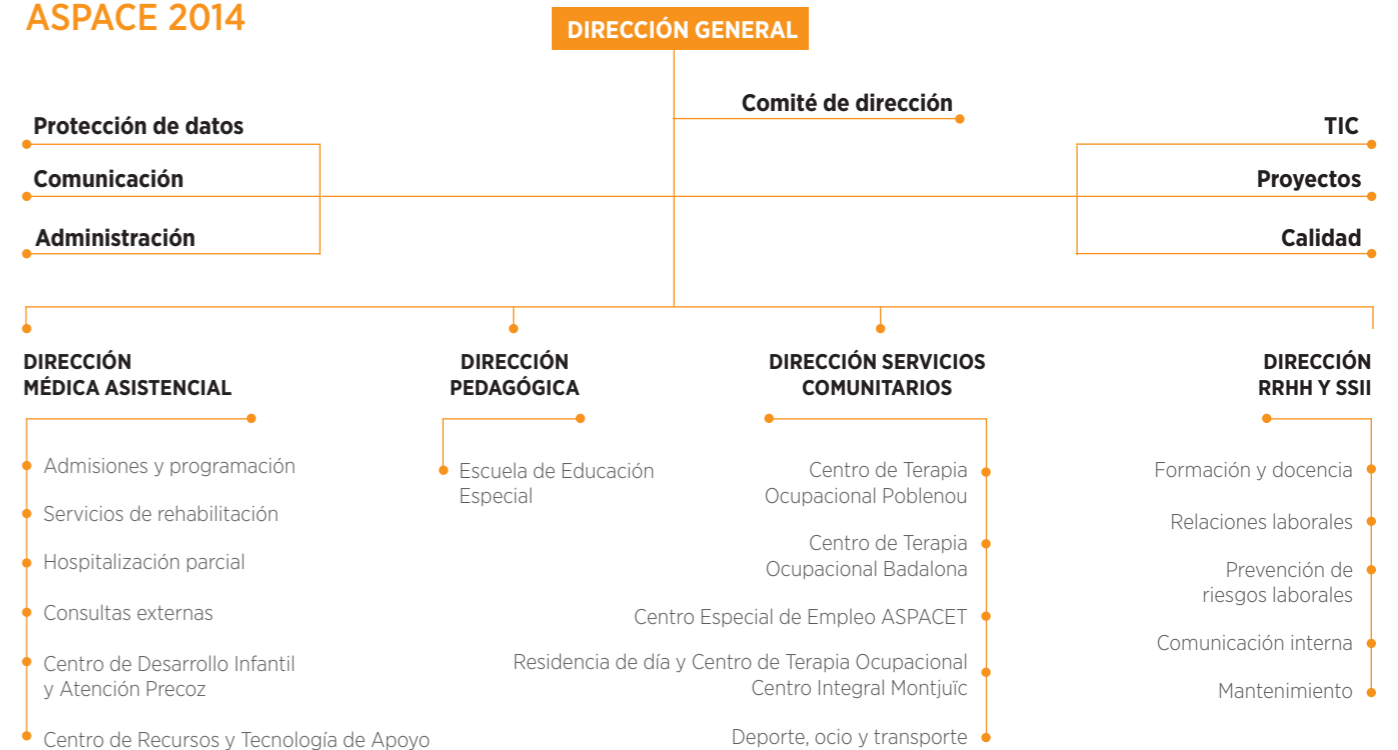 ASPACE 2014
DIRECCIÓN GENERAL
Comité de dirección
Protección de datos
Comunicación
Administración
TIC
Proyectos
Calidad
DIRECCIÓN
MÉDICA ASISTENCIAL
Admisiones y programación
Servicios de rehabilitación
Hospitalización parcial
Consultas externas
Centro de Desarrollo Infantil
y Atención Precoz
Centro de Recursos y Tecnología de Apoyo
DIRECCIÓN
PEDAGÓGICA
Escuela de Educación
Especial
DIRECCIÓN SERVICIOS
COMUNITARIOS
Centro de Terapia
Ocupacional Poblenou
Centro de Terapia
Ocupacional Badalona
Centro Especial de Empleo ASPACET
Residencia de día y Centro de Terapia Ocupacional
Centro Integral Montjuïc
Deporte, ocio y transporte
DIRECCIÓN
RRHH Y SSII
Formación y docencia
Relaciones laborales
Prevención de
riesgos laborales
Comunicación interna
Mantenimiento